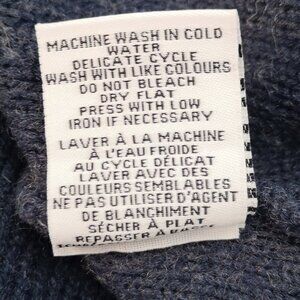 MACHINE WASH IN COLD
WATER
DELICATE CYCLE
WASH WITH LIKE COLOURS
DO NOT BLEACH
DRY FLAT
PRESS WITH LOW
IRON IF NECESSARY
LAVER À LA MACHINE
À L'EAU FROIDE
AU CYCLE DÉLICAT
LAVER AVEC DES
COULEURS SEMBLABLES
NE PAS UTILISER D'AGENT
DE BLANCHIMENT
SÉCHER À PLAT
REPASSER À BASSE